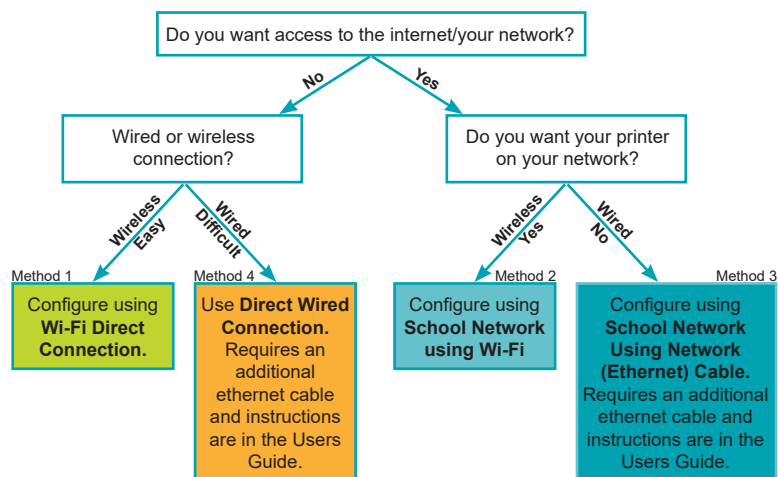 Do you want access to the internet/your network?
No
Yes
Wired or wireless
connection?
Do you want your printer
on your network?
Wireless
Easy
Wired
Difficult
Wireless
Yes
Wired
No
Method 1
Configure using
Wi-Fi Direct
Connection.
Method 4
Use Direct Wired
Connection.
Requires an
additional
ethernet cable
and instructions
are in the Users
Guide.
Method 2
Configure using
School Network
using Wi-Fi
Method 3
Configure using
School Network
Using Network
(Ethernet) Cable.
Requires an additional
ethernet cable and
instructions are in the
Users Guide.